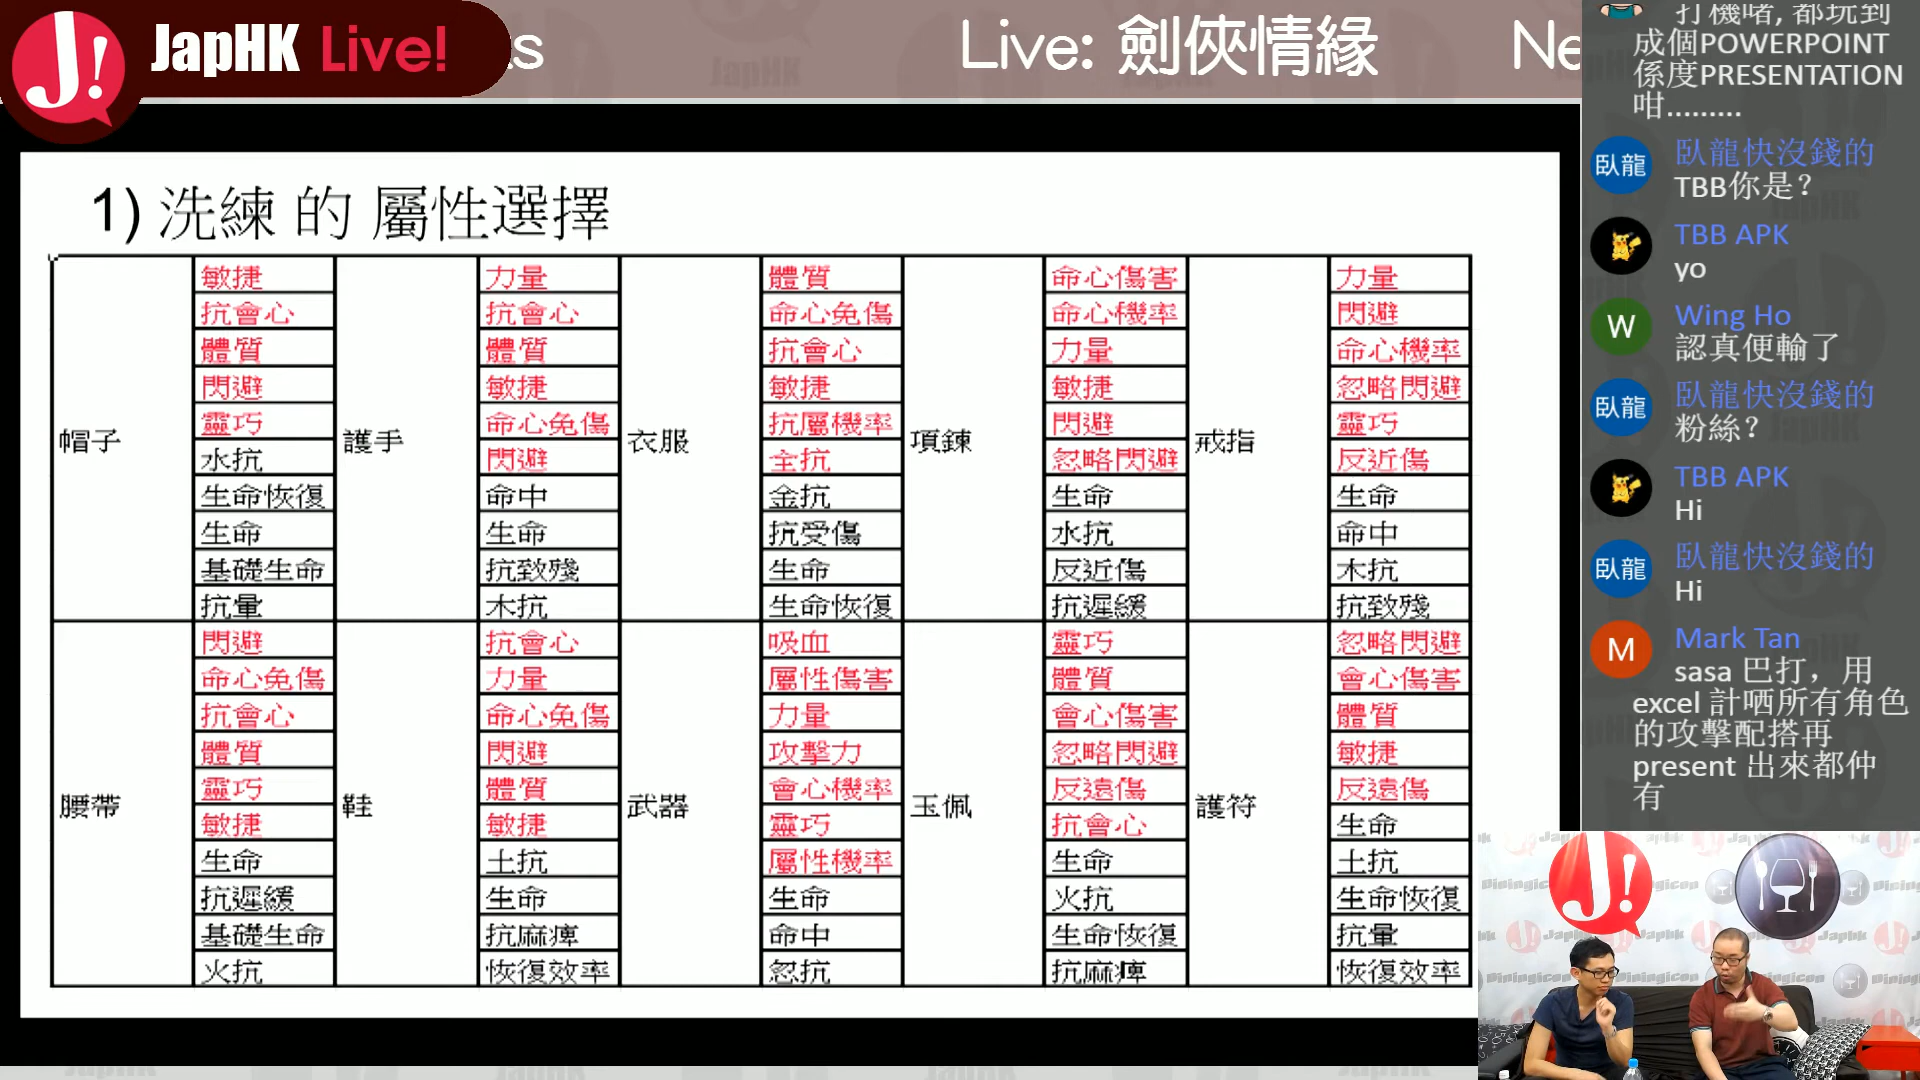 JapHK Live!
ts
Live: 劍俠情緣
Ne
1) 洗練 的 屬性選擇
帽子
敏捷
抗會心
體質
閃避
靈巧
水抗
生命恢復
生命
基礎生命
抗暈
護手
力量
抗會心
體質
敏捷
命心免傷
閃避
命中
生命
抗致殘
木抗
衣服
體質
命心免傷
抗會心
敏捷
抗屬機率
全抗
金抗
抗受傷
生命
生命恢復
項鍊
命心傷害
命心機率
力量
敏捷
閃避
忽略閃避
生命
水抗
反近傷
抗遲緩
戒指
力量
閃避
命心機率
忽略閃避
靈巧
反近傷
生命
命中
木抗
抗致殘
腰帶
閃避
命心免傷
抗會心
體質
靈巧
敏捷
生命
抗遲緩
基礎生命
火抗
鞋
抗會心
力量
命心免傷
閃避
體質
敏捷
土抗
生命
抗麻痺
恢復效率
武器
吸血
屬性傷害
力量
攻擊力
會心機率
靈巧
屬性機率
生命
命中
忽抗
玉佩
靈巧
體質
會心傷害
忽略閃避
反遠傷
抗會心
生命
火抗
生命恢復
抗麻痺
護符
忽略閃避
會心傷害
體質
敏捷
反遠傷
生命
土抗
生命恢復
抗暈
恢復效率
打機啫, 都玩到
成個POWERPOINT
係度PRESENTATION
咁.........
臥龍
臥龍快沒錢的
TBB你是?
TBB APK
yo
W
Wing Ho
認真便輸了
臥龍
臥龍快沒錢的
粉絲?
TBB APK
Hi
臥龍
臥龍快沒錢的
Hi
M
Mark Tan
sasa 巴打，用
excel 計晒所有角色
的攻擊配搭再
present 出來都仲
有